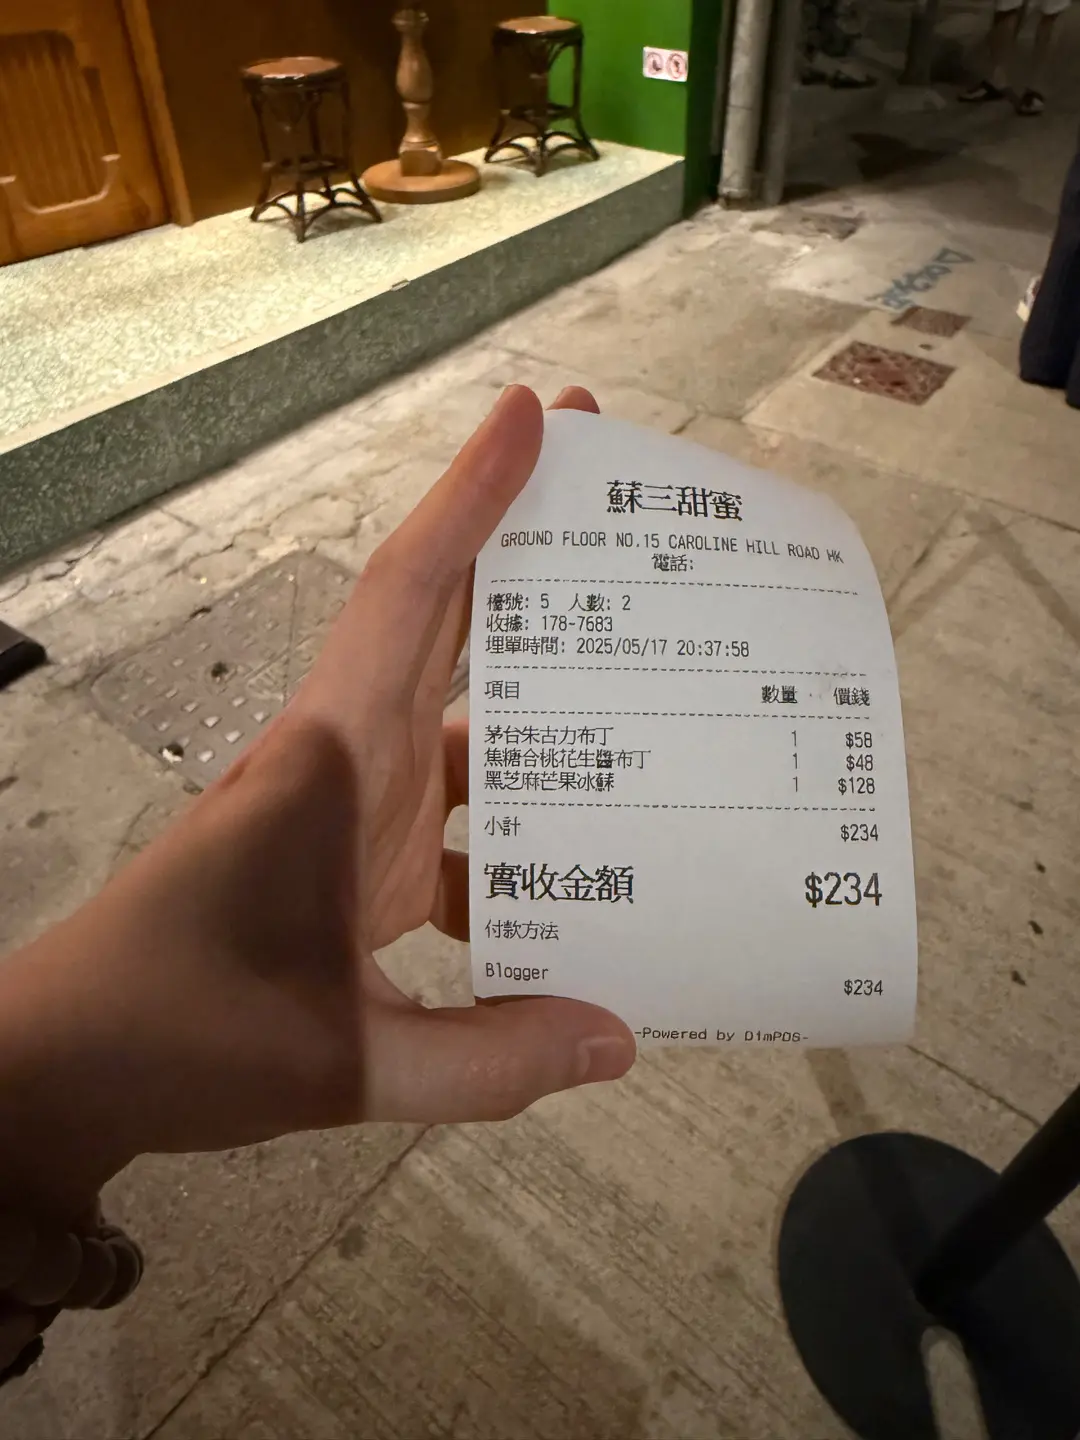 蘇三甜蜜
GROUND FLOOR NO.15 CAROLINE HILL ROAD HK
電話:
檯號: 5 人數: 2
收據: 178-7683
埋單時間: 2025/05/17 20:37:58
項目 數量 價錢
茅台朱古力布丁 1 $58
焦糖合桃花生醬布丁 1 $48
黑芝麻芒果冰蘇 1 $128
小計 $234
實收金額 $234
付款方法
Blogger $234
-Powered by DimPOS-